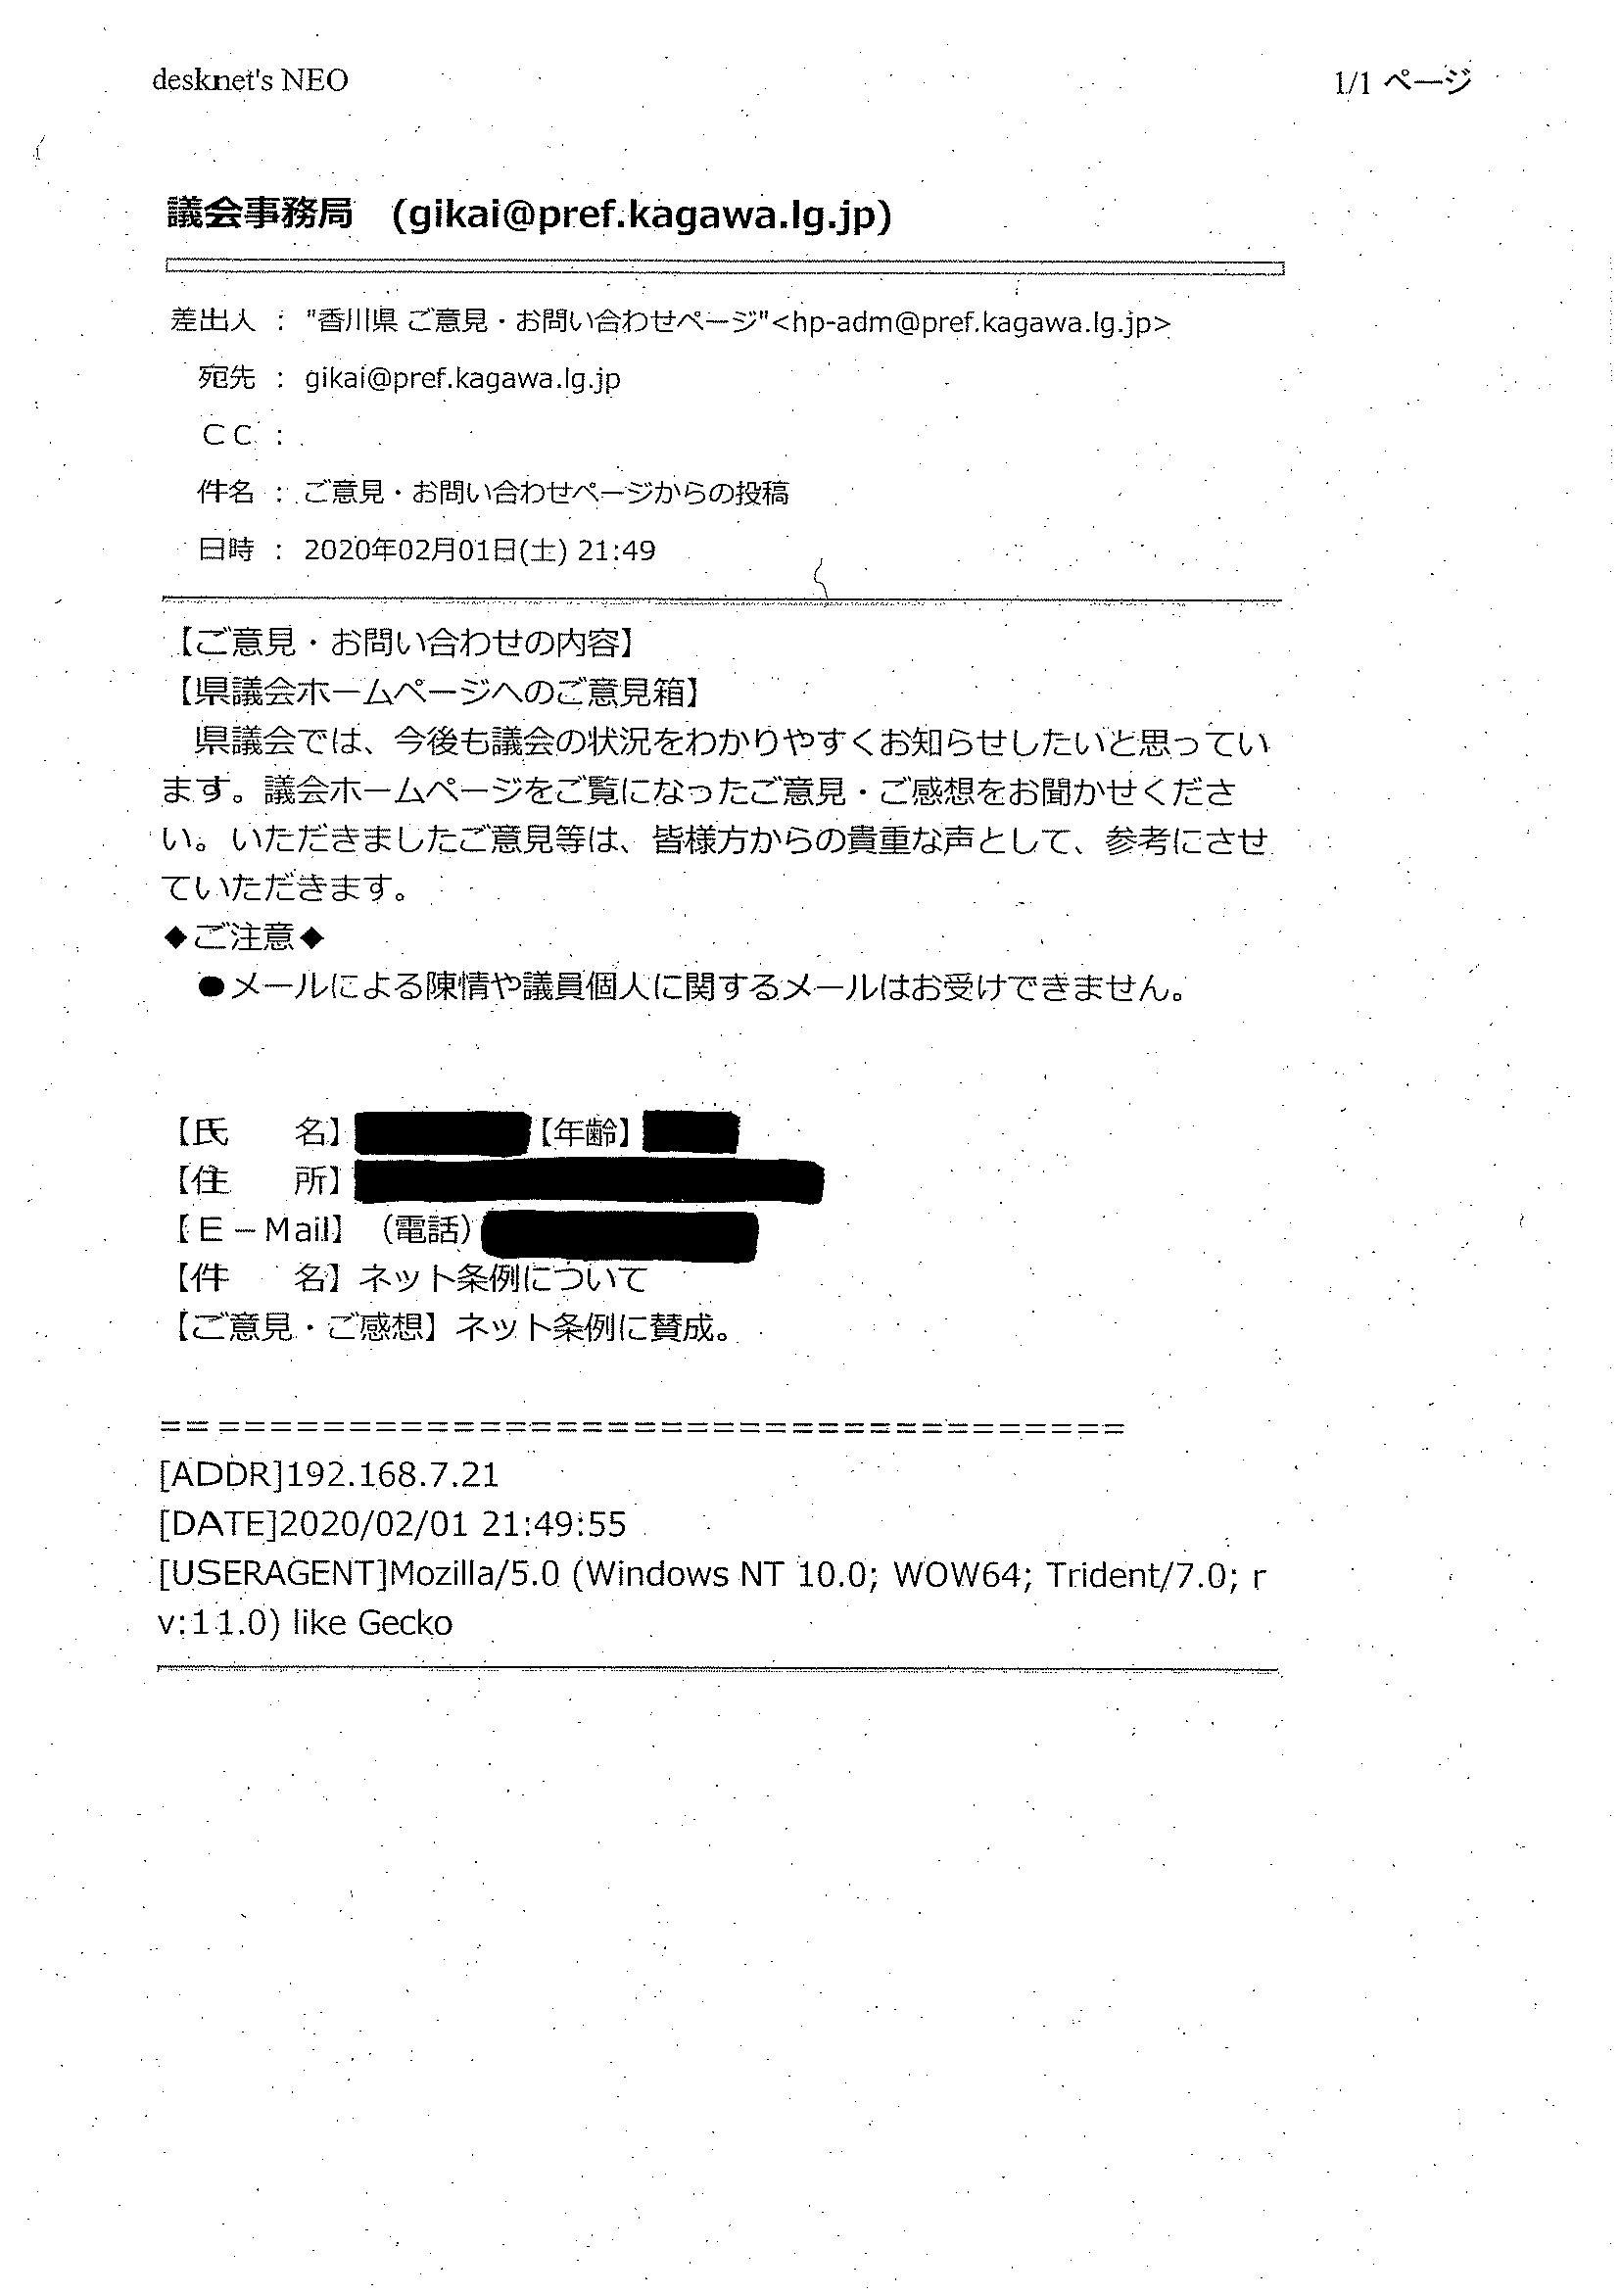 desknet's NEO
1/1 ページ
議会事務局　(gikai@pref.kagawa.lg.jp)
差出人 ： "香川県 ご意見・お問い合わせページ"<hp-adm@pref.kagawa.lg.jp>
宛先 ： gikai@pref.kagawa.lg.jp
ＣＣ ：
件名 ： ご意見・お問い合わせページからの投稿
日時 ： 2020年02月01日(土) 21:49
【ご意見・お問い合わせの内容】
【県議会ホームページへのご意見箱】
　県議会では、今後も議会の状況をわかりやすくお知らせしたいと思ってい
ます。議会ホームページをご覧になったご意見・ご感想をお聞かせくださ
い。いただきましたご意見等は、皆様方からの貴重な声として、参考にさせ
ていただきます。
◆ご注意◆
　●メールによる陳情や議員個人に関するメールはお受けできません。
【氏　　名】【年齢】
【住　　所】
【Ｅ－Mail】（電話）
【件　　名】ネット条例について
【ご意見・ご感想】ネット条例に賛成。
=====================================
[ADDR]192.168.7.21
[DATE]2020/02/01 21:49:55
[USERAGENT]Mozilla/5.0 (Windows NT 10.0; WOW64; Trident/7.0; r
v:11.0) like Gecko